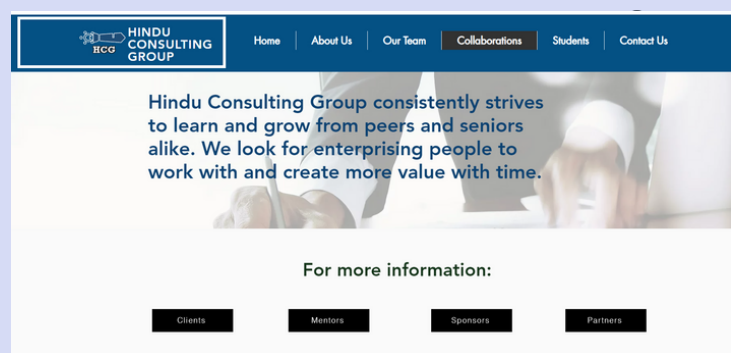 HCG
HINDU
CONSULTING
GROUP
Home
About Us
Our Team
Collaborations
Students
Contact Us
Hindu Consulting Group consistently strives
to learn and grow from peers and seniors
alike. We look for enterprising people to
work with and create more value with time.
For more information:
Clients
Mentors
Sponsors
Partners